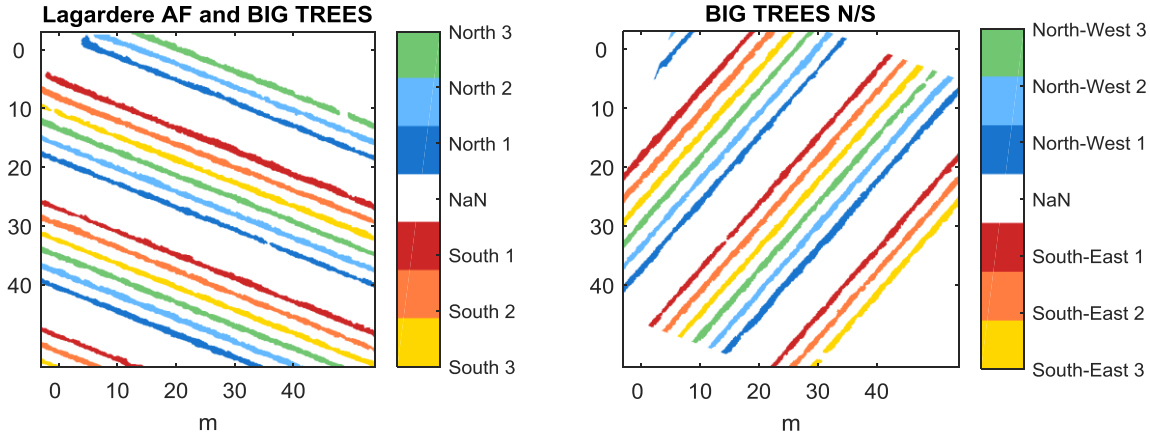 Lagardere AF and BIG TREES
0
10
20
30
40
0 10 20 30 40
m
North 3
North 2
North 1
NaN
South 1
South 2
South 3
BIG TREES N/S
0
10
20
30
40
0 10 20 30 40
m
North-West 3
North-West 2
North-West 1
NaN
South-East 1
South-East 2
South-East 3